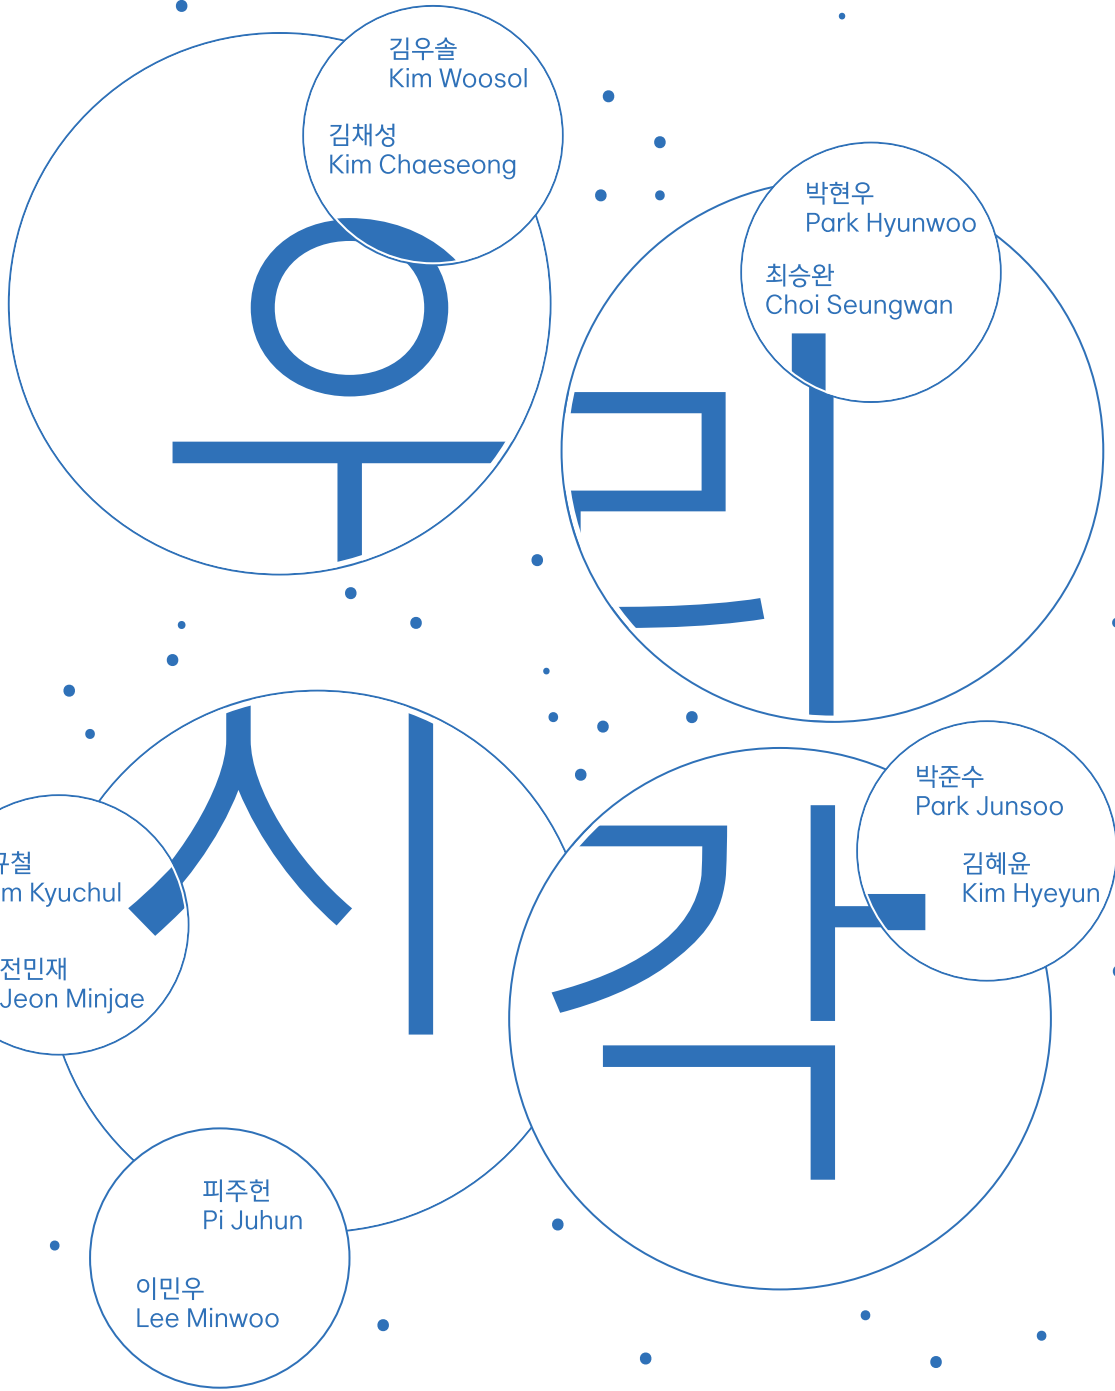 김우솔
Kim Woosol
김채성
Kim Chaeseong
박현우
Park Hyunwoo
최승완
Choi Seungwan
우리
시각
박준수
Park Junsoo
김혜윤
Kim Hyeyun
규철
m Kyuchul
전민재
Jeon Minjae
피주헌
Pi Juhun
이민우
Lee Minwoo